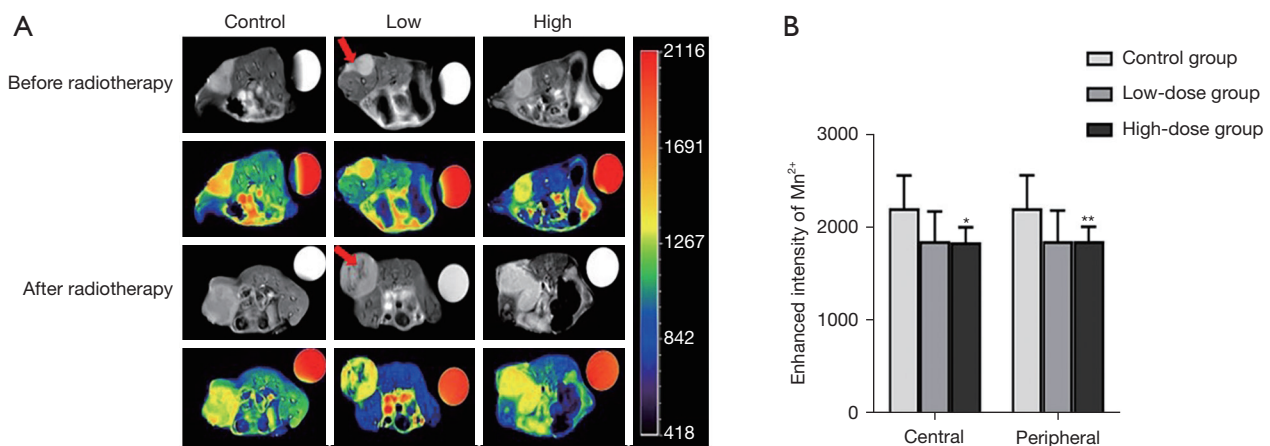 A
Control Low High
Before radiotherapy
After radiotherapy
2116
1691
1267
842
418
B
Control group
Low-dose group
High-dose group
Enhanced intensity of Mn²⁺
3000
2000
1000
0
* **
Central Peripheral